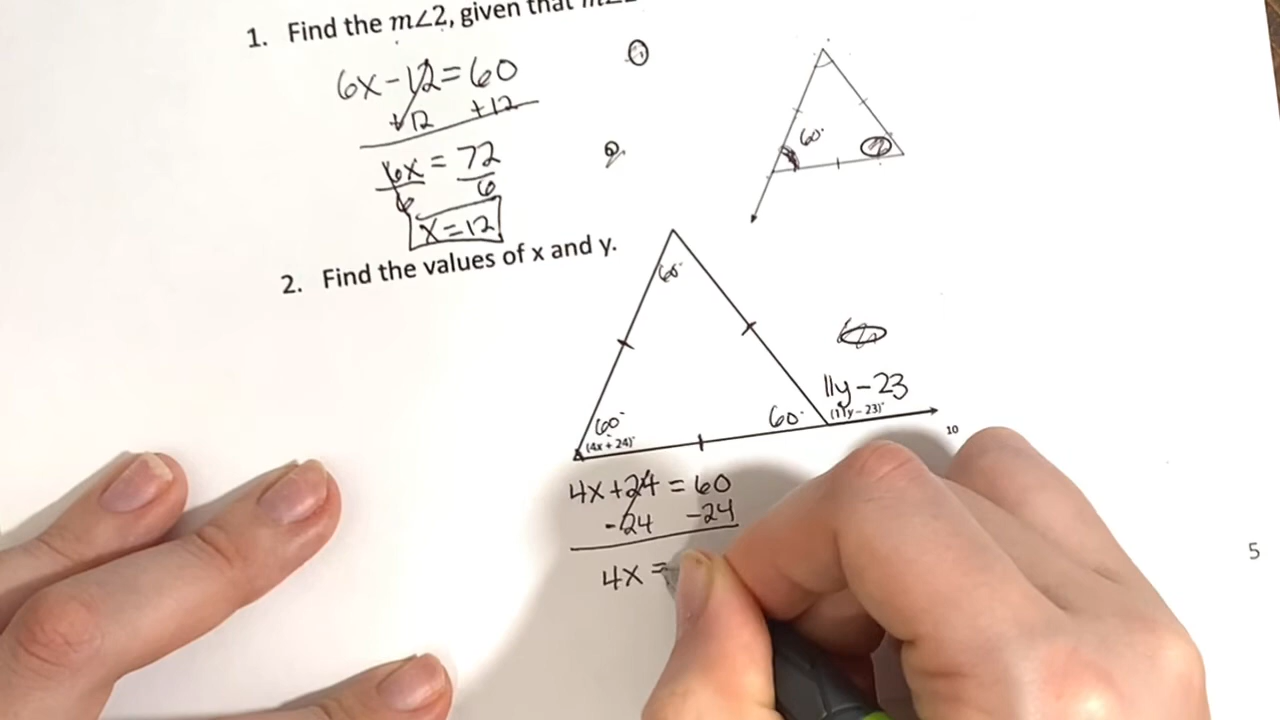 1. Find the m∠2, given that
6x-12=60
+12 +12
6x = 72
6 6
x=12
60°
2. Find the values of x and y.
60°
11y-23
(11y - 23)°
60°
60°
(4x + 24)°
10
4x+24 = 60
-24 -24
4x =
5